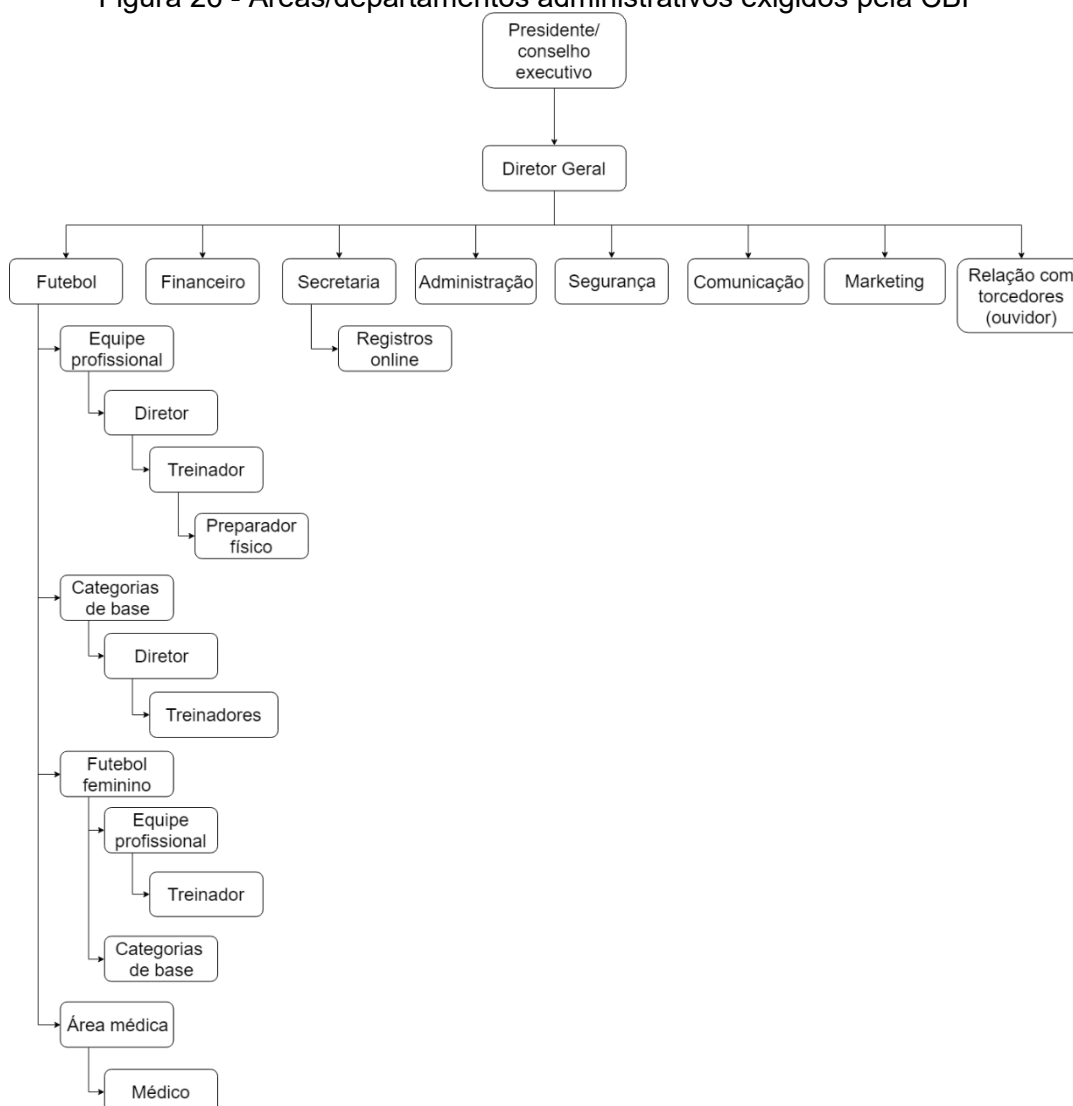 Figura 26 - Áreas/departamentos administrativos exigidos pela CBF
Presidente/
conselho
executivo
Diretor Geral
Futebol
Financeiro
Secretaria
Administração
Segurança
Comunicação
Marketing
Relação com
torcedores
(ouvidor)
Equipe
profissional
Registros
online
Diretor
Treinador
Preparador
físico
Categorias
de base
Diretor
Treinadores
Futebol
feminino
Equipe
profissional
Treinador
Categorias
de base
Área médica
Médico